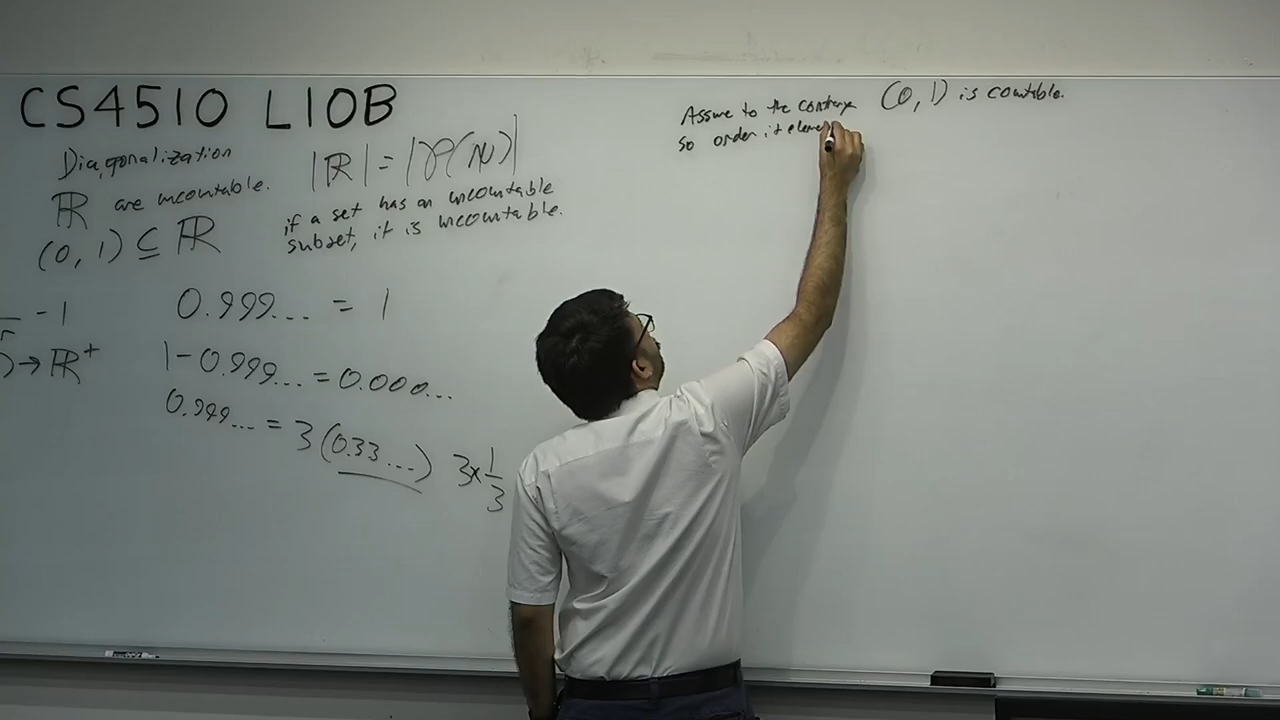 CS4510 L10B
Diagonalization
|ℝ| = |𝒫(ℕ)|
ℝ are uncountable.
(0, 1) ⊆ ℝ
if a set has an uncountable
subset, it is uncountable.
- 1
) → ℝ⁺
0.999... = 1
1 - 0.999... = 0.000...
0.999... = 3(0.33...) 3×1/3
Assume to the contrary (0, 1) is countable.
So order it elem